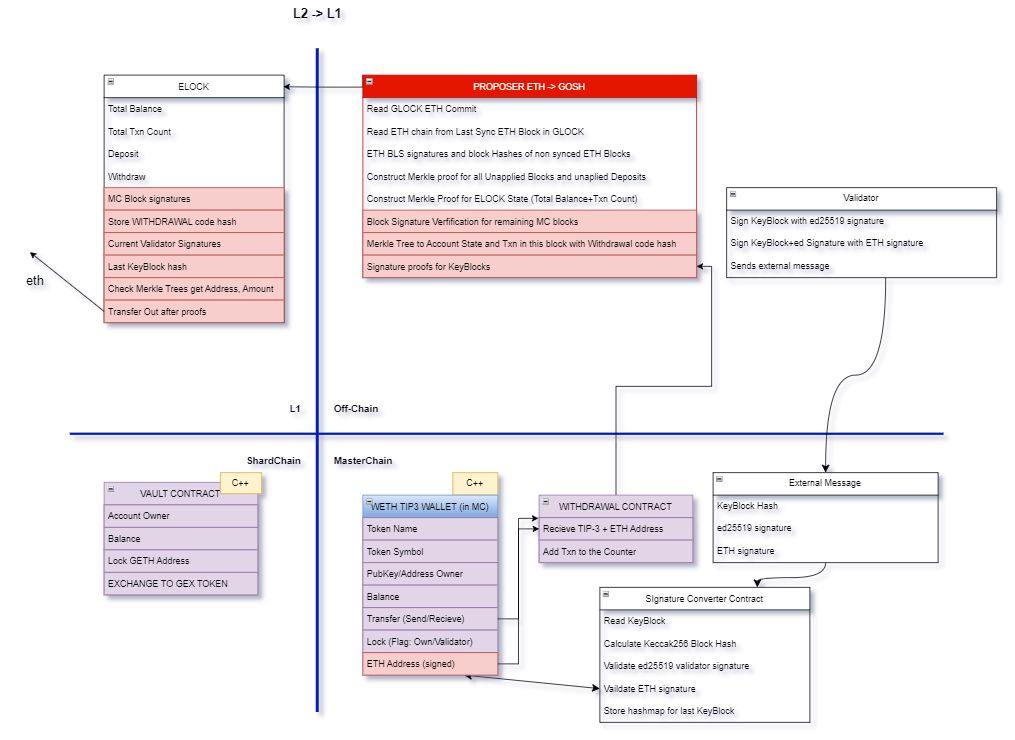 L2 -> L1
ELOCK
Total Balance
Total Txn Count
Deposit
Withdraw
MC Block signatures
Store WITHDRAWAL code hash
Current Validator Signatures
Last KeyBlock hash
Check Merkle Trees get Address, Amount
Transfer Out after proofs
eth
PROPOSER ETH -> GOSH
Read GLOCK ETH Commit
Read ETH chain from Last Sync ETH Block in GLOCK
ETH BLS signatures and block Hashes of non synced ETH Blocks
Construct Merkle proof for all Unapplied Blocks and unaplied Deposits
Construct Merkle Proof for ELOCK State (Total Balance+Txn Count)
Block Signature Verfification for remaining MC blocks
Merkle Tree to Account State and Txn in this block with Withdrawal code hash
Signature proofs for KeyBlocks
Validator
Sign KeyBlock with ed25519 signature
Sign KeyBlock+ed Signature with ETH signature
Sends external message
L1
Off-Chain
ShardChain
MasterChain
C++
VAULT CONTRACT
Account Owner
Balance
Lock GETH Address
EXCHANGE TO GEX TOKEN
C++
WETH TIP3 WALLET (in MC)
Token Name
Token Symbol
PubKey/Address Owner
Balance
Transfer (Send/Recieve)
Lock (Flag: Own/Validator)
ETH Address (signed)
WITHDRAWAL CONTRACT
Recieve TIP-3 + ETH Address
Add Txn to the Counter
External Message
KeyBlock Hash
ed25519 signature
ETH signature
SIgnature Converter Contract
Read KeyBlock
Calculate Keccak256 Block Hash
Validate ed25519 validator signature
Vaildate ETH signature
Store hashmap for last KeyBlock